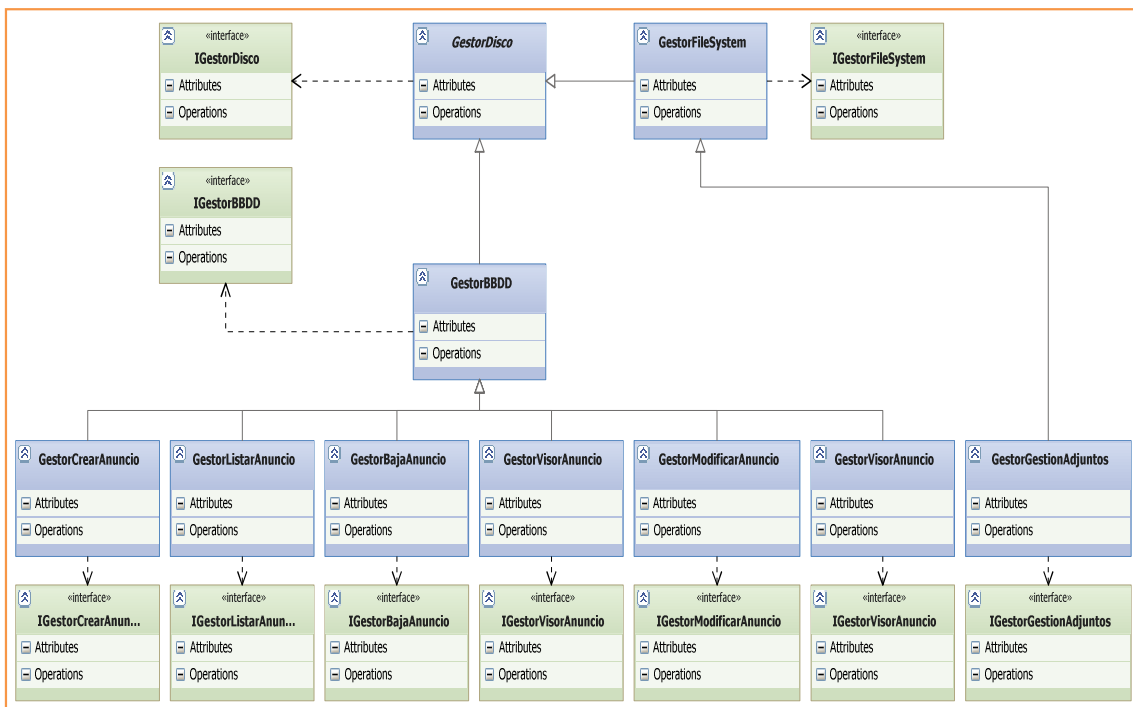 «interface»
IGestorDisco
Attributes
Operations
GestorDisco
Attributes
Operations
GestorFileSystem
Attributes
Operations
«interface»
IGestorFileSystem
Attributes
Operations
«interface»
IGestorBBDD
Attributes
Operations
GestorBBDD
Attributes
Operations
GestorCrearAnuncio
Attributes
Operations
GestorListarAnuncio
Attributes
Operations
GestorBajaAnuncio
Attributes
Operations
GestorVisorAnuncio
Attributes
Operations
GestorModificarAnuncio
Attributes
Operations
GestorVisorAnuncio
Attributes
Operations
GestorGestionAdjuntos
Attributes
Operations
«interface»
IGestorCrearAnun...
Attributes
Operations
«interface»
IGestorListarAnun...
Attributes
Operations
«interface»
IGestorBajaAnuncio
Attributes
Operations
«interface»
IGestorVisorAnuncio
Attributes
Operations
«interface»
IGestorModificarAnuncio
Attributes
Operations
«interface»
IGestorVisorAnuncio
Attributes
Operations
«interface»
IGestorGestionAdjuntos
Attributes
Operations